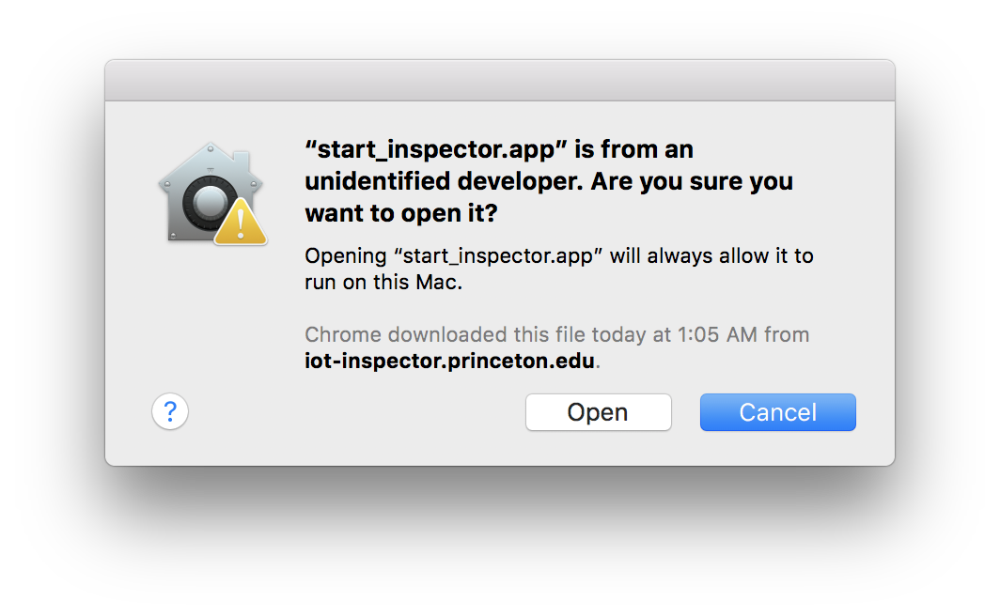 “start_inspector.app” is from an
unidentified developer. Are you sure you
want to open it?
Opening “start_inspector.app” will always allow it to
run on this Mac.
Chrome downloaded this file today at 1:05 AM from
iot-inspector.princeton.edu.
?
Open
Cancel